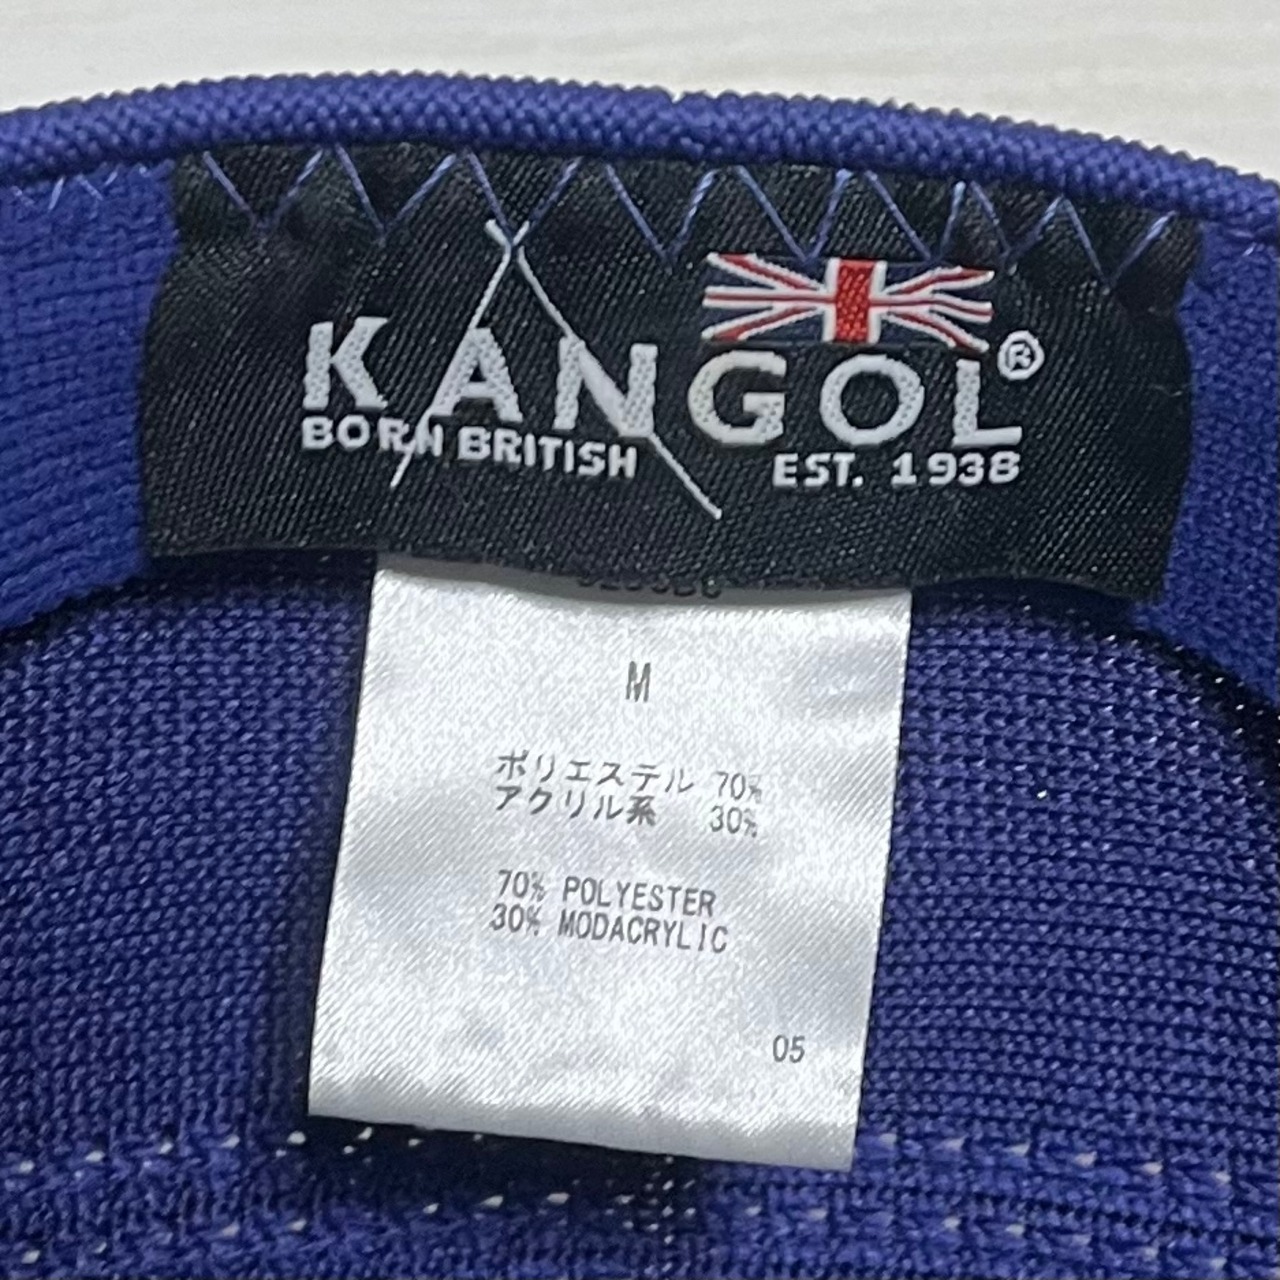 KANGOL®
BORN BRITISH EST. 1938
M
ポリエステル 70%
アクリル系 30%
70% POLYESTER
30% MODACRYLIC
05